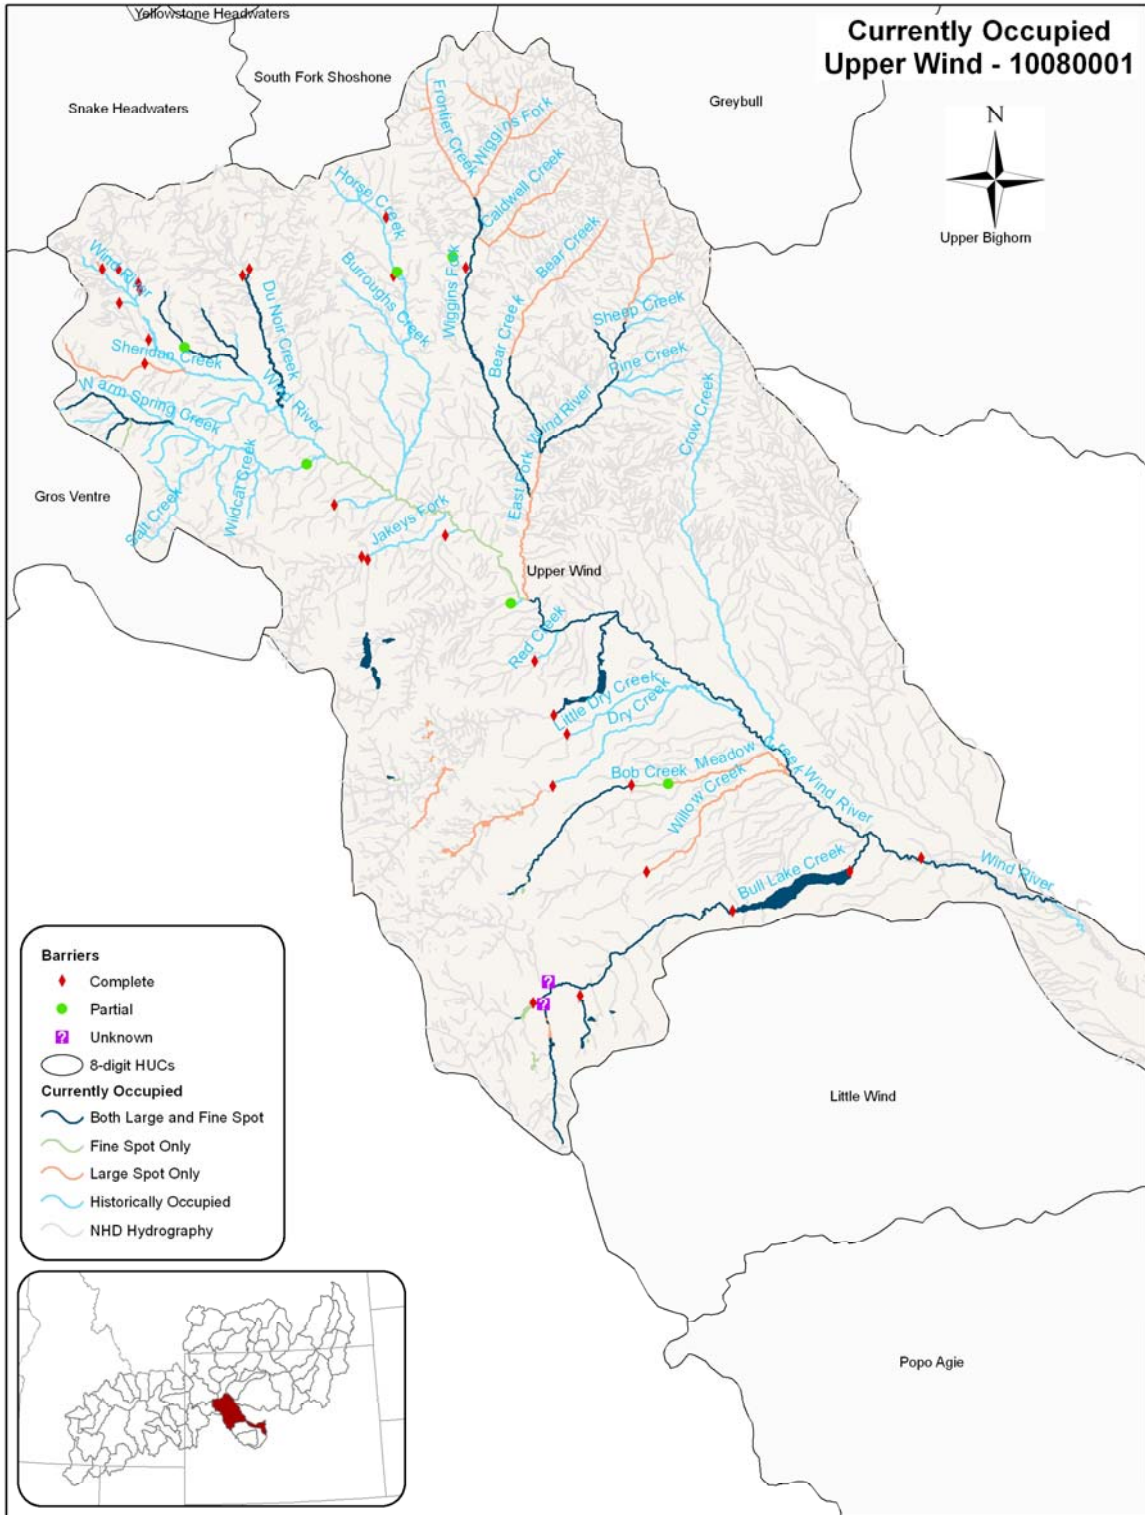 Yellowstone Headwaters
Currently Occupied
Upper Wind - 10080001
South Fork Shoshone
Snake Headwaters
Greybull
N
Upper Bighorn
Frontier Creek
Wiggins Fork
Caldwell Creek
Horse Creek
Bear Creek
Wiggins Fork
Burroughs Creek
Wind River
Du Noir Creek
Sheep Creek
Bear Creek
Pine Creek
Sheridan Creek
Wind River
Warm Spring Creek
East Fork Wind River
Crow Creek
Gros Ventre
Salt Creek
Wildcat Creek
Jakeys Fork
Upper Wind
Red Creek
Little Dry Creek
Dry Creek
Bob Creek
Meadow Creek
Willow Creek
Wind River
Bull Lake Creek
Wind River
Barriers
Complete
Partial
?
Unknown
8-digit HUCs
Currently Occupied
Both Large and Fine Spot
Fine Spot Only
Large Spot Only
Historically Occupied
NHD Hydrography
?
?
Little Wind
Popo Agie